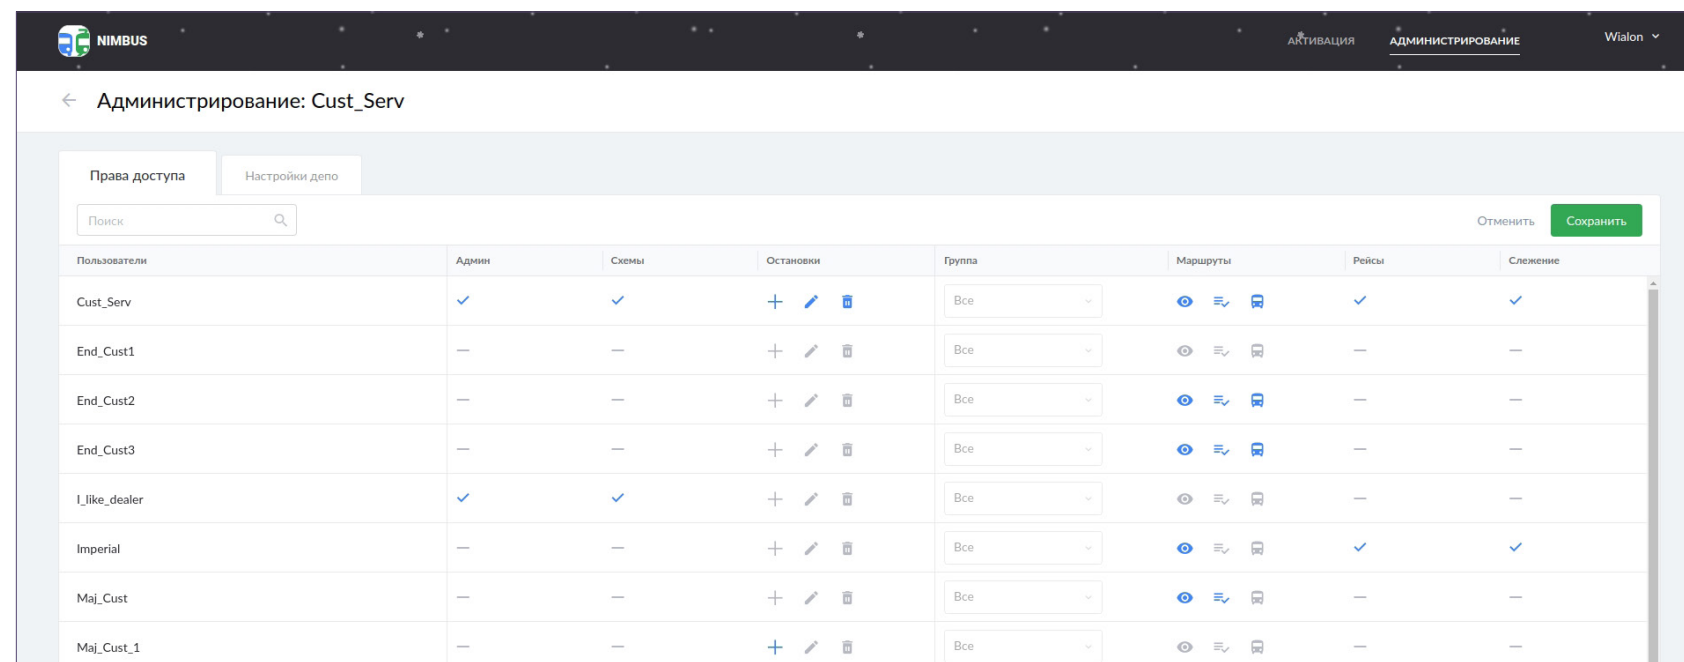 NIMBUS
АКТИВАЦИЯ АДМИНИСТРИРОВАНИЕ Wialon
Администрирование: Cust_Serv
Права доступа Настройки депо
Поиск Отменить Сохранить
Пользователи Админ Схемы Остановки Группа Маршруты Рейсы Слежение
Cust_Serv Все
End_Cust1 Все
End_Cust2 Все
End_Cust3 Все
I_like_dealer Все
Imperial Все
Maj_Cust Все
Maj_Cust_1 Все